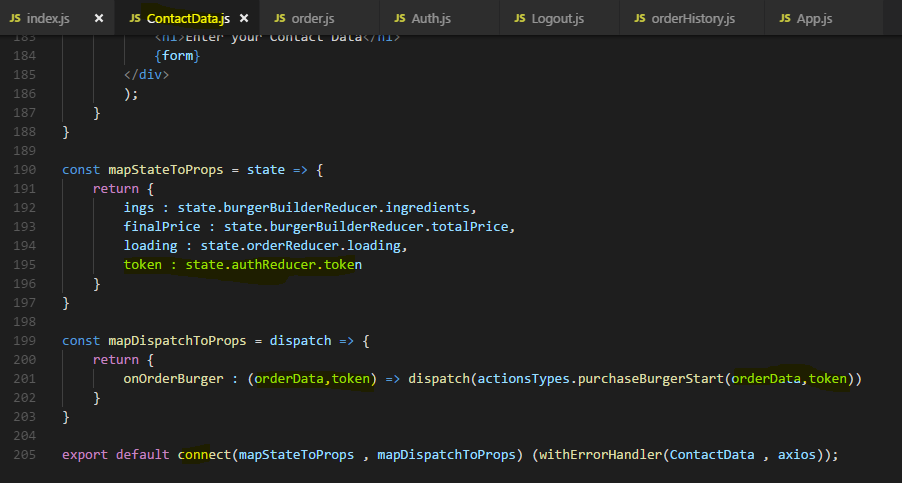 JS index.js × JS ContactData.js × JS order.js JS Auth.js JS Logout.js JS orderHistory.js JS App.js
183 <h1>Enter your Contact Data</h1>
184 {form}
185 </div>
186 );
187 }
188 }
189
190 const mapStateToProps = state => {
191 return {
192 ings : state.burgerBuilderReducer.ingredients,
193 finalPrice : state.burgerBuilderReducer.totalPrice,
194 loading : state.orderReducer.loading,
195 token : state.authReducer.token
196 }
197 }
198
199 const mapDispatchToProps = dispatch => {
200 return {
201 onOrderBurger : (orderData,token) => dispatch(actionsTypes.purchaseBurgerStart(orderData,token))
202 }
203 }
204
205 export default connect(mapStateToProps , mapDispatchToProps) (withErrorHandler(ContactData , axios));